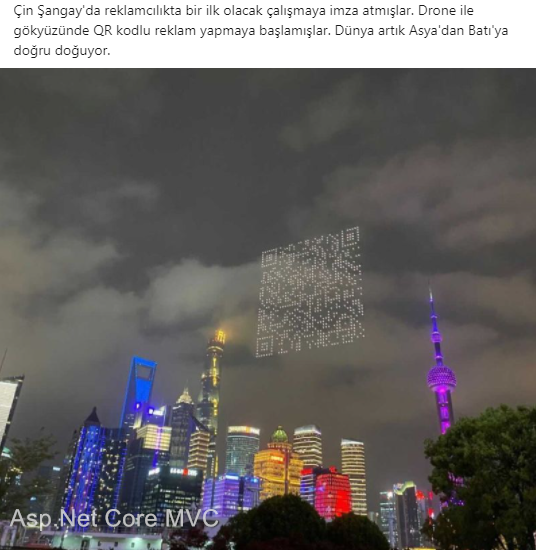 Çin Şangay'da reklamcılıkta bir ilk olacak çalışmaya imza atmışlar. Drone ile
gökyüzünde QR kodlu reklam yapmaya başlamışlar. Dünya artık Asya'dan Batı'ya
doğru doğuyor.
Asp.Net Core MVC